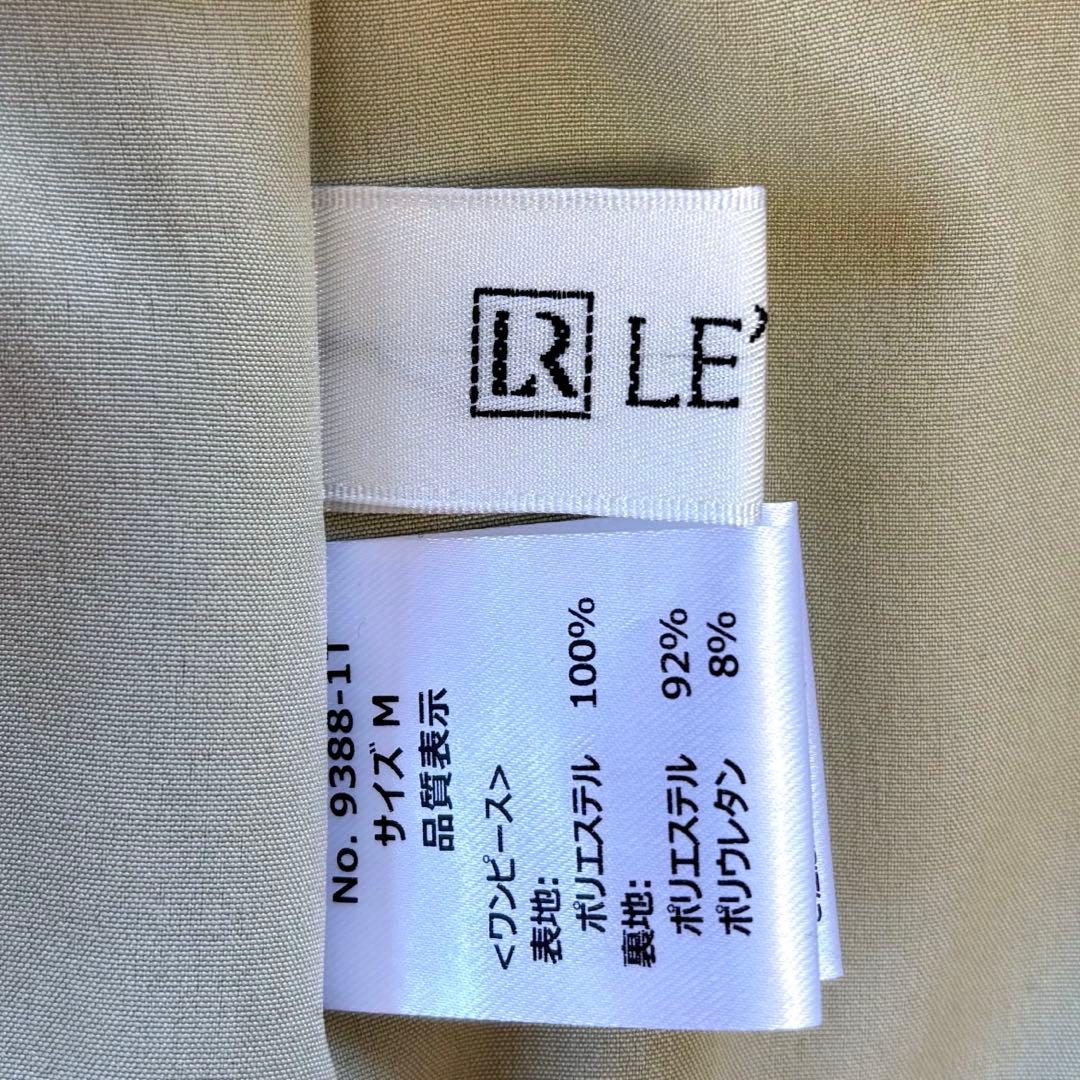 LR LE'
No. 9388-1T
サイズ M
品質表示
<ワンピース>
表地:
ポリエステル 100%
裏地:
ポリエステル 92%
ポリウレタン 8%